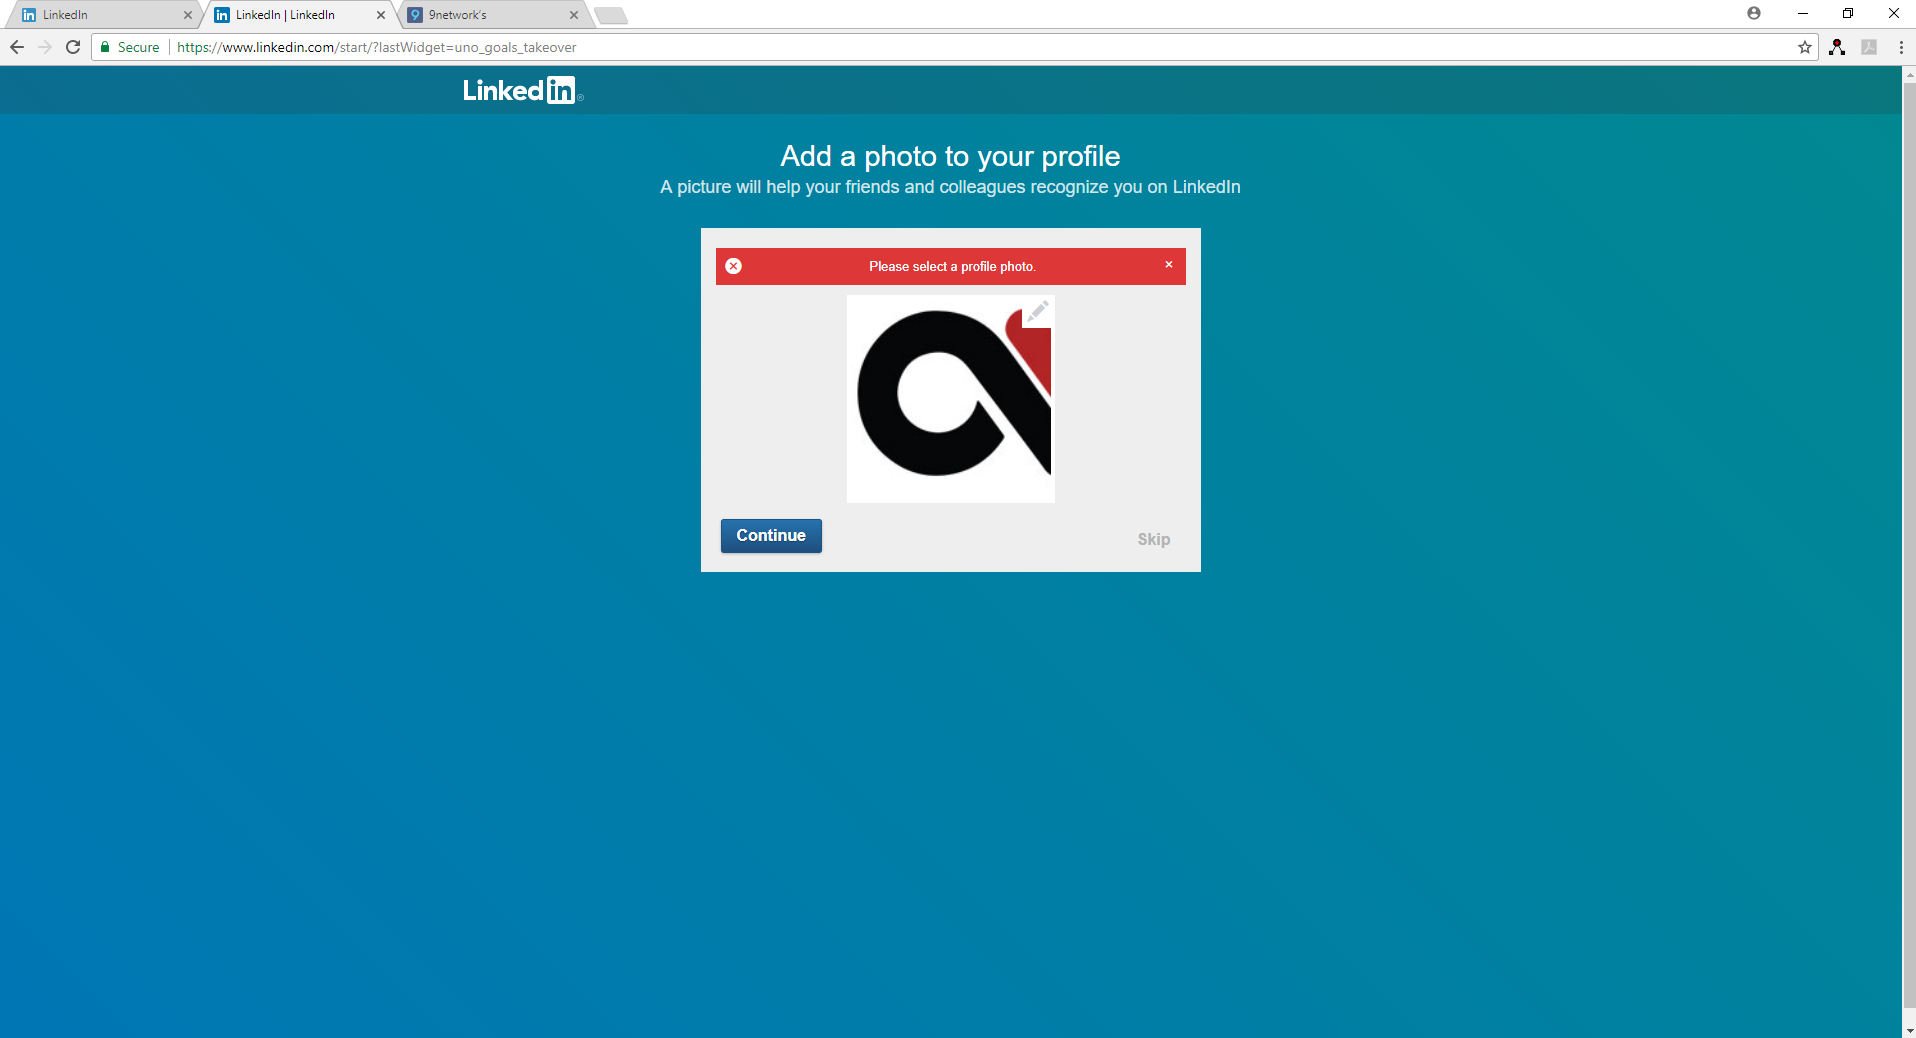 LinkedIn
LinkedIn | LinkedIn
9network's
Secure
https://www.linkedin.com/start/?lastWidget=uno_goals_takeover
Linked in ®
Add a photo to your profile
A picture will help your friends and colleagues recognize you on LinkedIn
Please select a profile photo.
Continue
Skip